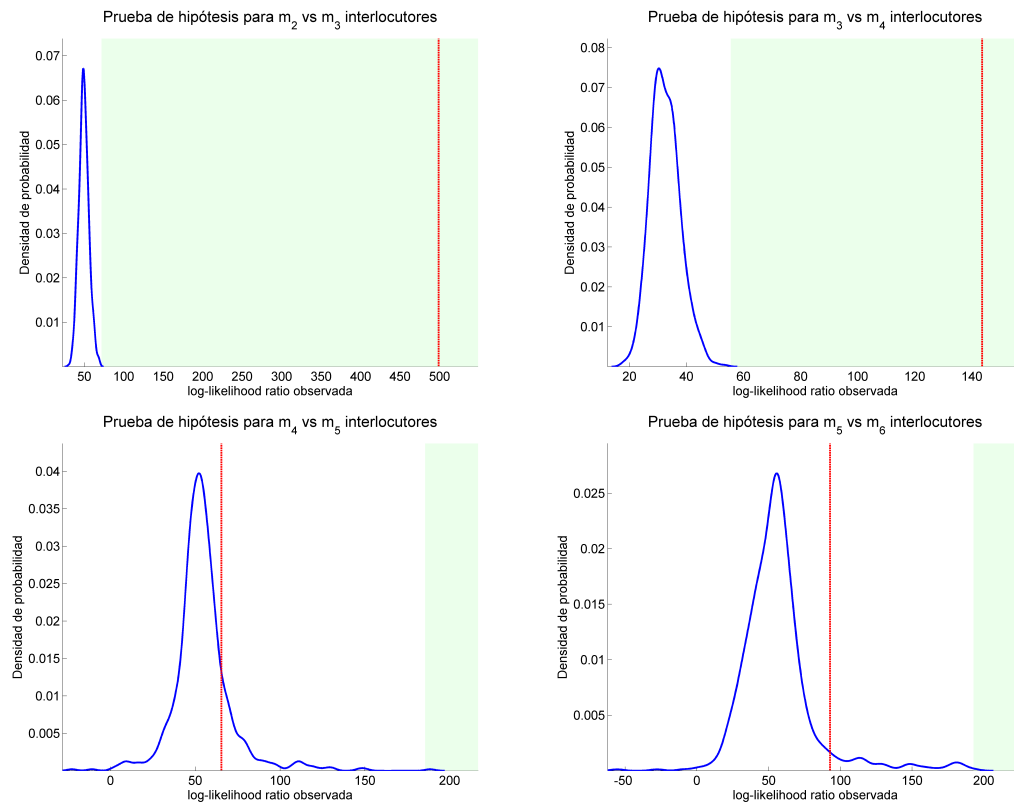 Prueba de hipótesis para m2 vs m3 interlocutores
Densidad de probabilidad
0.07
0.06
0.05
0.04
0.03
0.02
0.01
50 100 150 200 250 300 350 400 450 500
log-likelihood ratio observada
Prueba de hipótesis para m3 vs m4 interlocutores
Densidad de probabilidad
0.08
0.07
0.06
0.05
0.04
0.03
0.02
0.01
20 40 60 80 100 120 140
log-likelihood ratio observada
Prueba de hipótesis para m4 vs m5 interlocutores
Densidad de probabilidad
0.04
0.035
0.03
0.025
0.02
0.015
0.01
0.005
0 50 100 150 200
log-likelihood ratio observada
Prueba de hipótesis para m5 vs m6 interlocutores
Densidad de probabilidad
0.025
0.02
0.015
0.01
0.005
-50 0 50 100 150 200
log-likelihood ratio observada